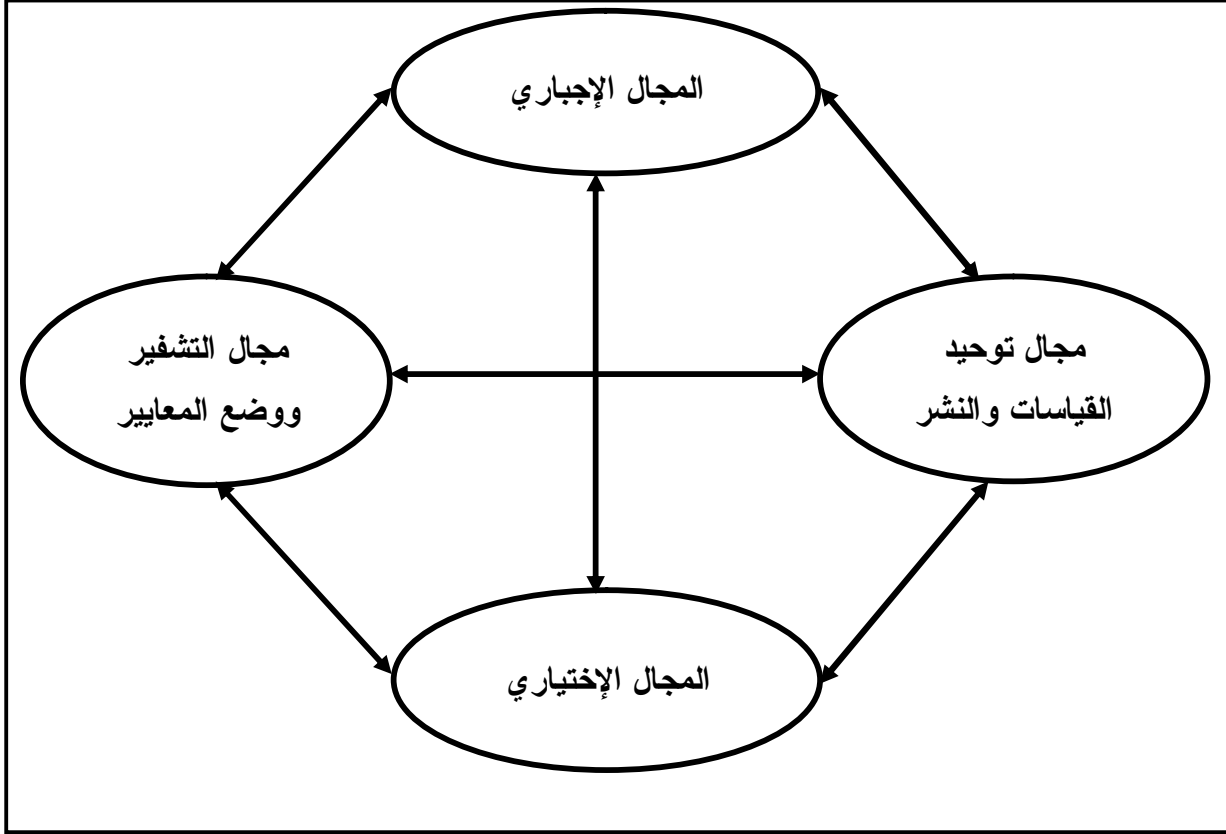 المجال الإجباري
مجال توحيد
القياسات والنشر
مجال التشفير
ووضع المعايير
المجال الإختياري